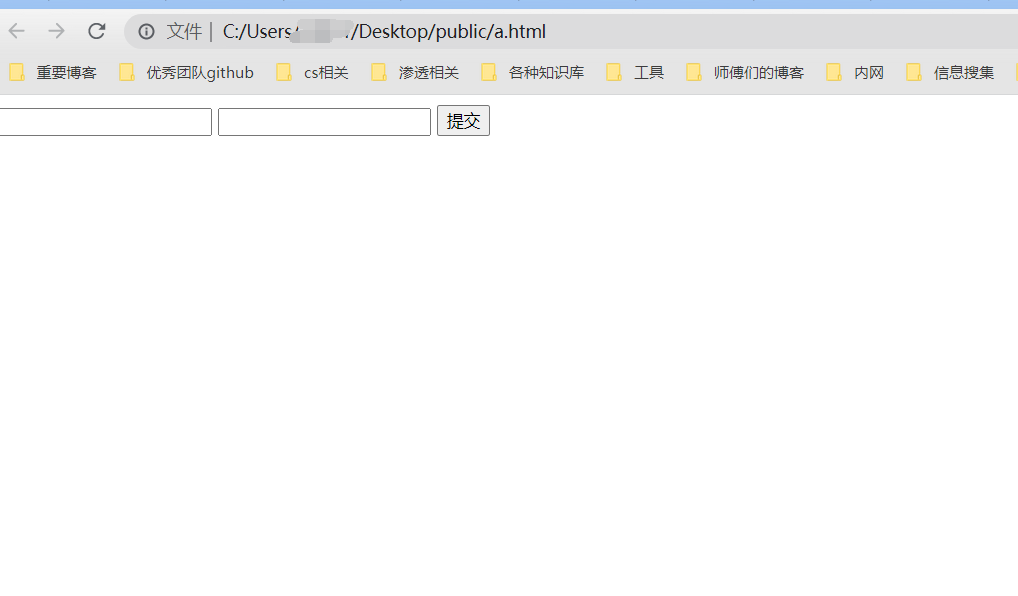 文件 | C:/Users/ /Desktop/public/a.html
重要博客 优秀团队github cs相关 渗透相关 各种知识库 工具 师傅们的博客 内网 信息搜集
提交